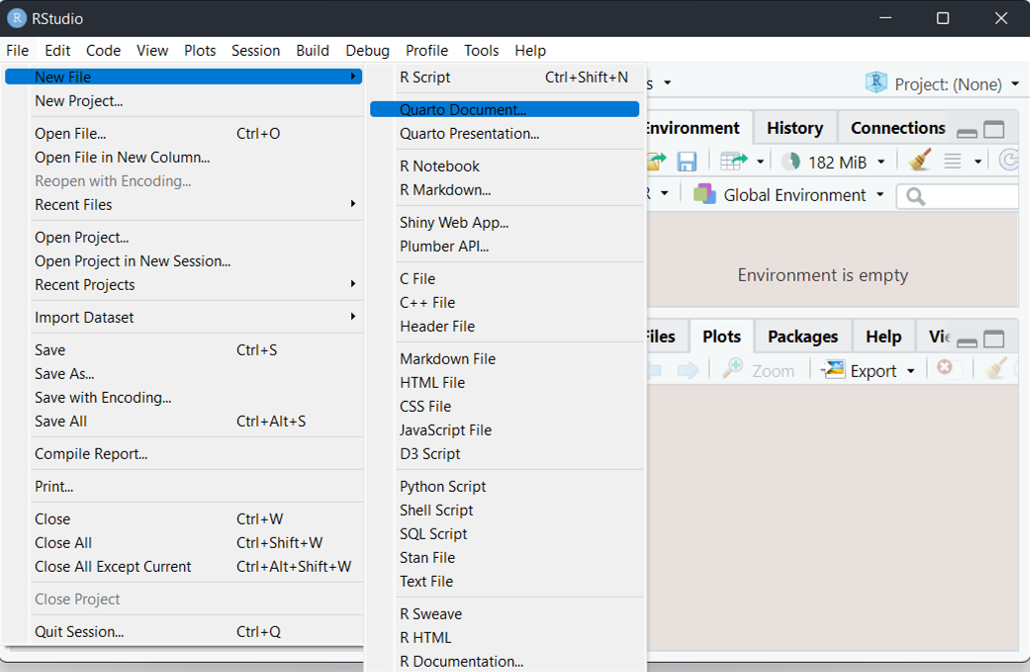 RStudio
File Edit Code View Plots Session Build Debug Profile Tools Help
New File
New Project...
Open File... Ctrl+O
Open File in New Column...
Reopen with Encoding...
Recent Files
Open Project...
Open Project in New Session...
Recent Projects
Import Dataset
Save Ctrl+S
Save As...
Save with Encoding...
Save All Ctrl+Alt+S
Compile Report...
Print...
Close Ctrl+W
Close All Ctrl+Shift+W
Close All Except Current Ctrl+Alt+Shift+W
Close Project
Quit Session... Ctrl+Q
R Script Ctrl+Shift+N
Quarto Document...
Quarto Presentation...
R Notebook
R Markdown...
Shiny Web App...
Plumber API...
C File
C++ File
Header File
Markdown File
HTML File
CSS File
JavaScript File
D3 Script
Python Script
Shell Script
SQL Script
Stan File
Text File
R Sweave
R HTML
R Documentation...
s
R Project: (None)
Environment History Connections
182 MiB
R Global Environment
Environment is empty
Files Plots Packages Help Vie
Zoom Export